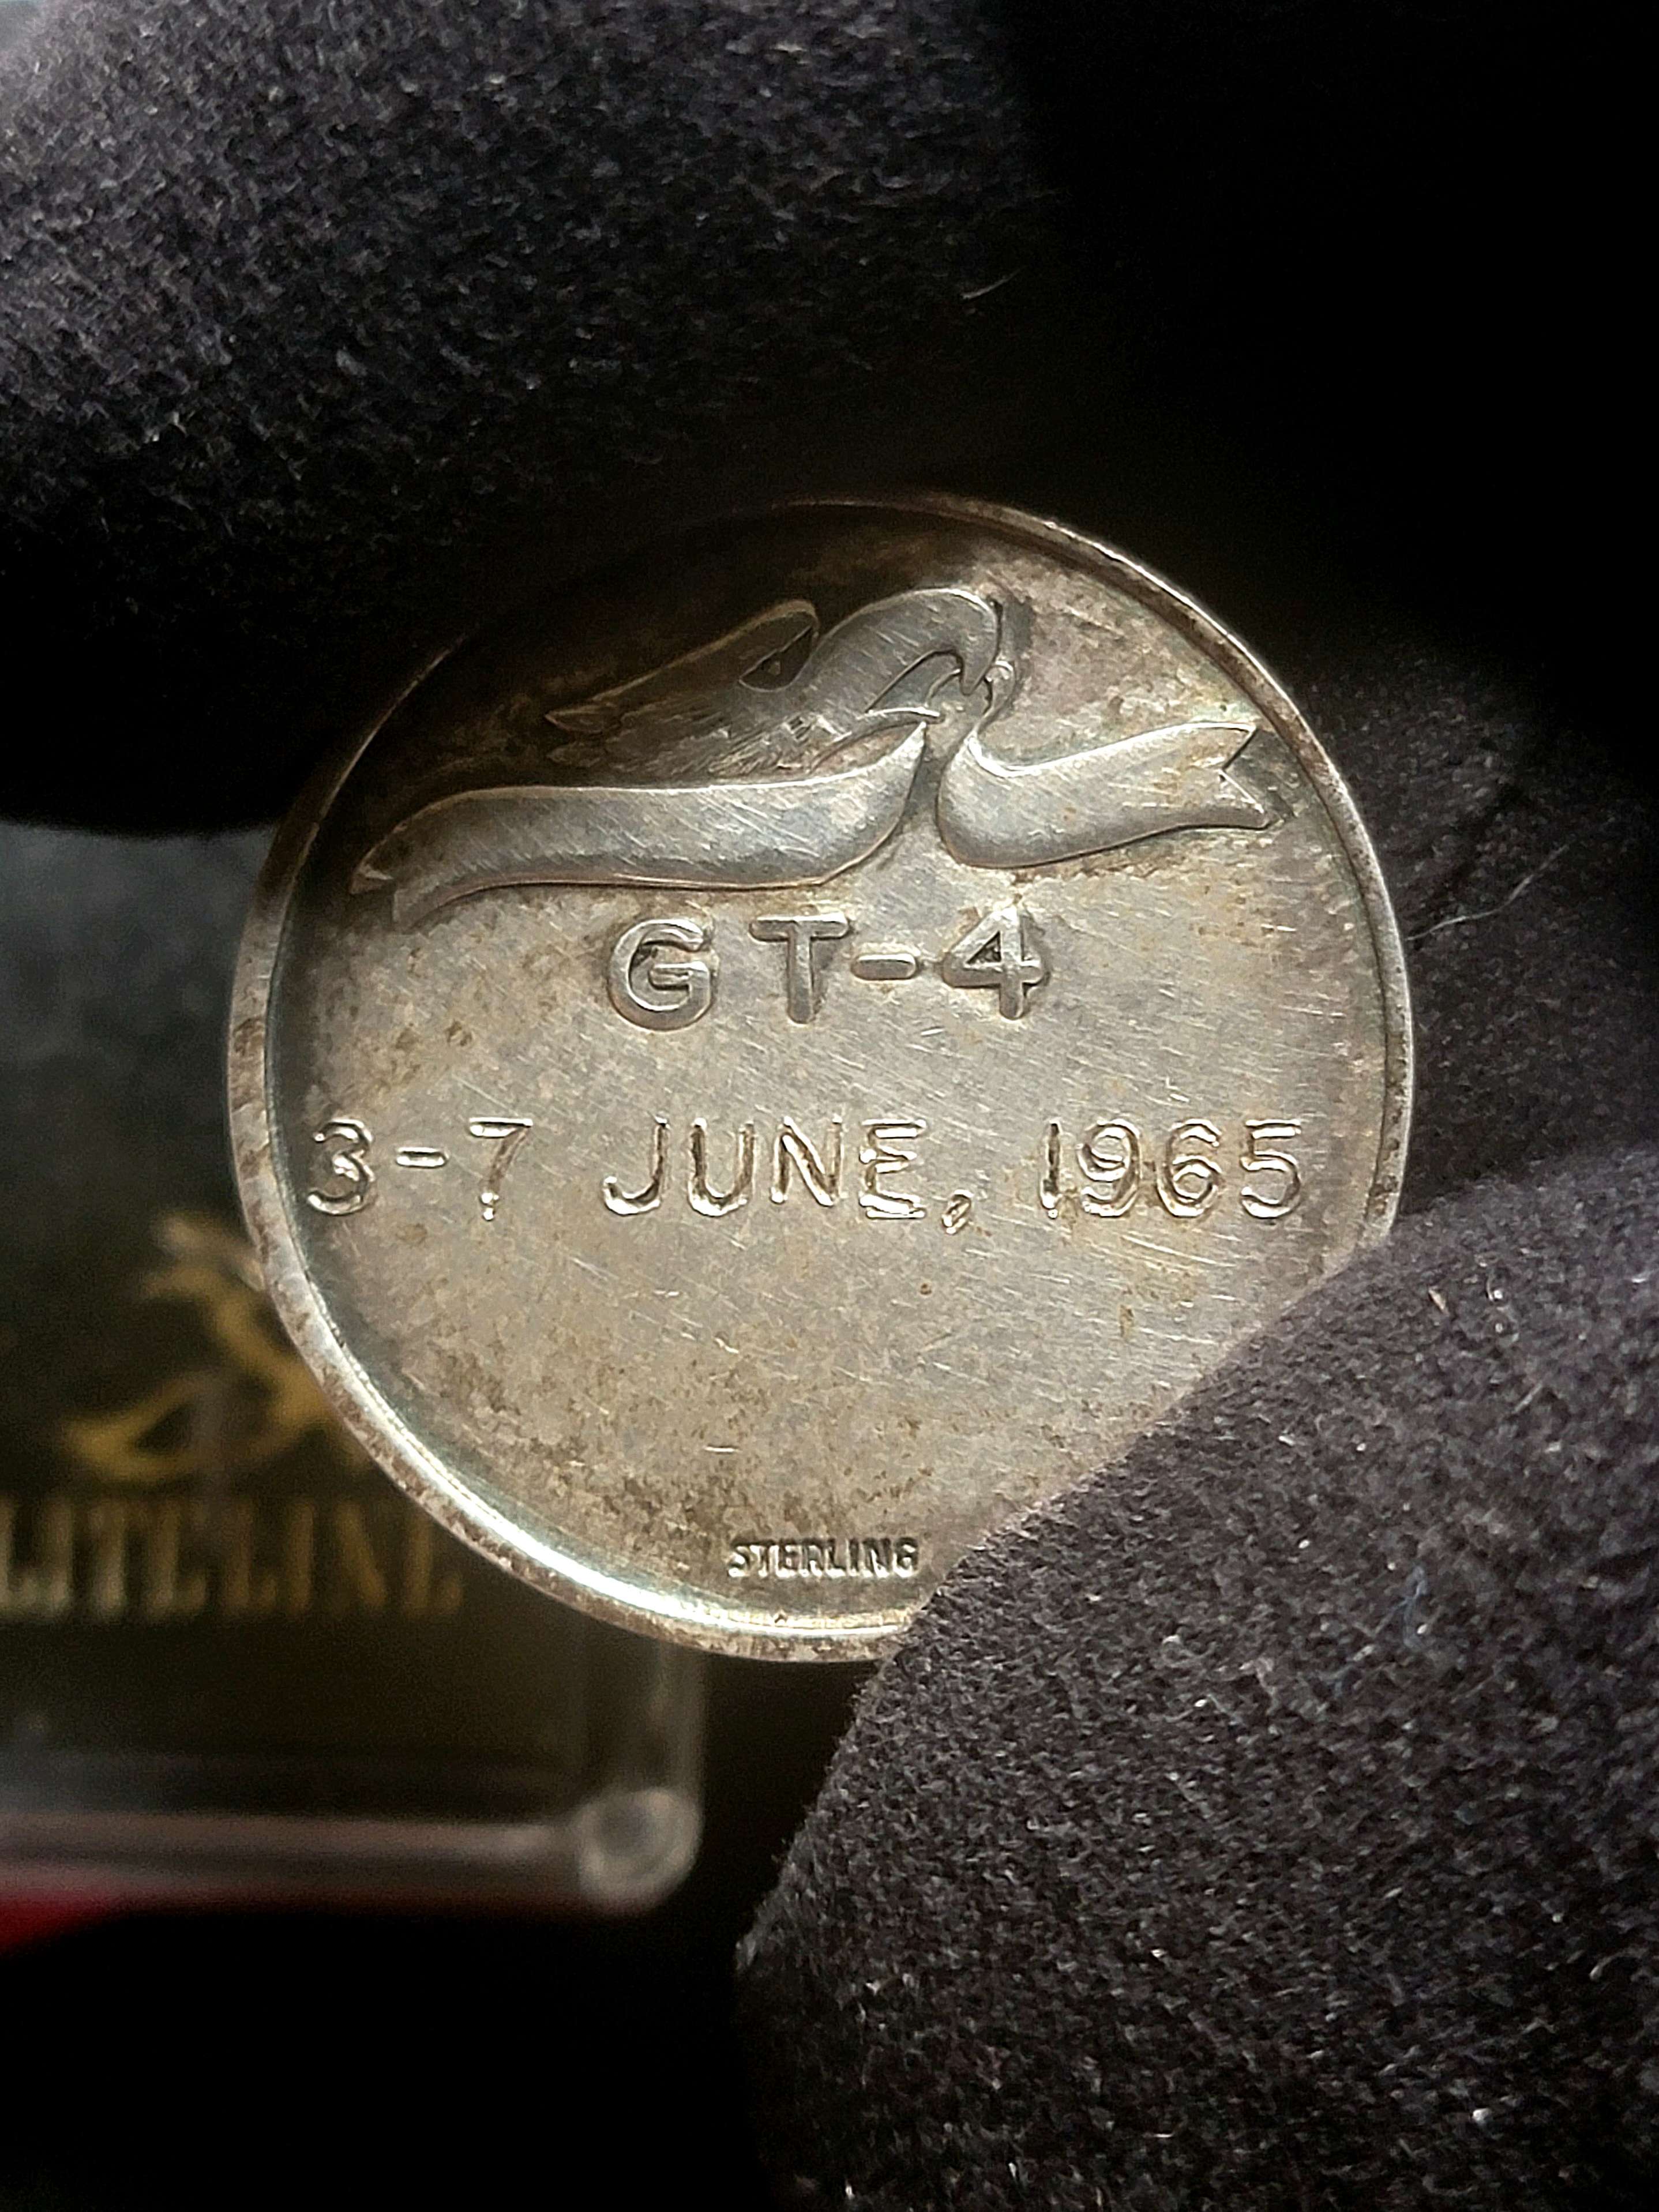 GT-4
3-7 JUNE, 1965
STERLING